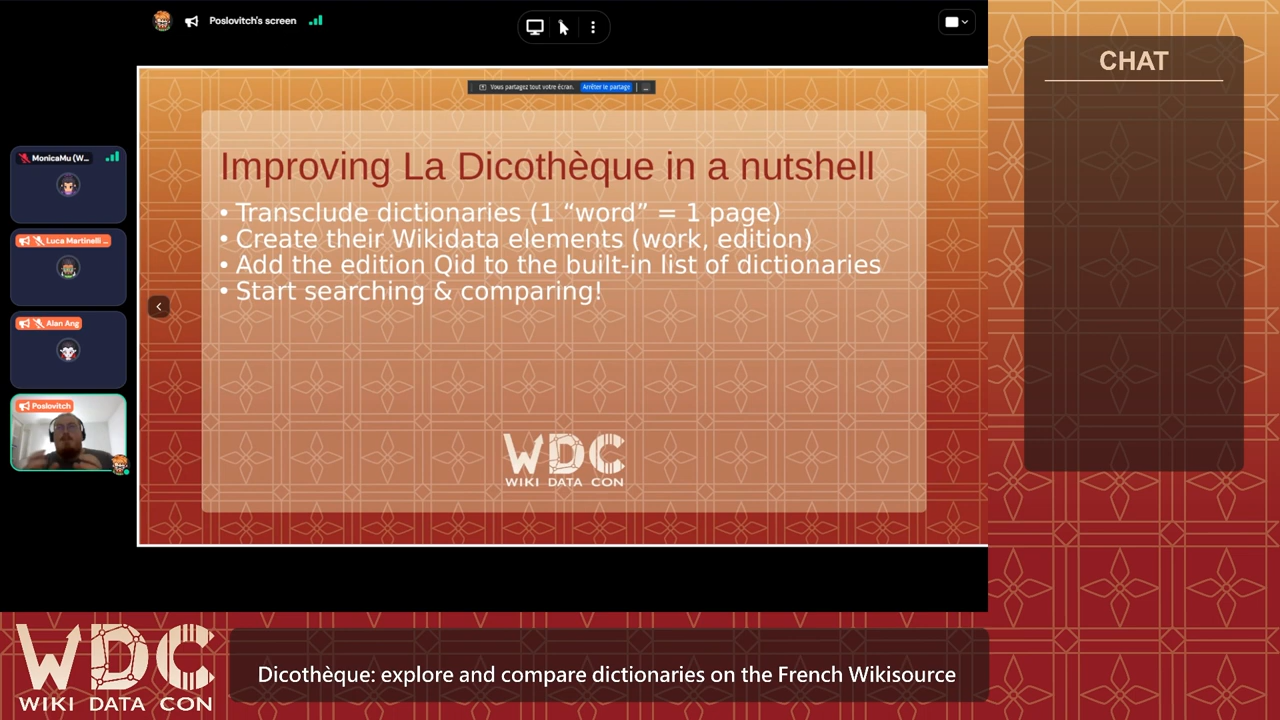 Poslovitch's screen
CHAT
Vous partagez tout votre écran. Arrêter le partage
MonicaMu (W...
Luca Martinelli ...
Alan Ang
Poslovitch
Improving La Dicothèque in a nutshell
• Transclude dictionaries (1 “word” = 1 page)
• Create their Wikidata elements (work, edition)
• Add the edition Qid to the built-in list of dictionaries
• Start searching & comparing!
WDC
WIKI DATA CON
WDC
WIKI DATA CON
Dicothèque: explore and compare dictionaries on the French Wikisource